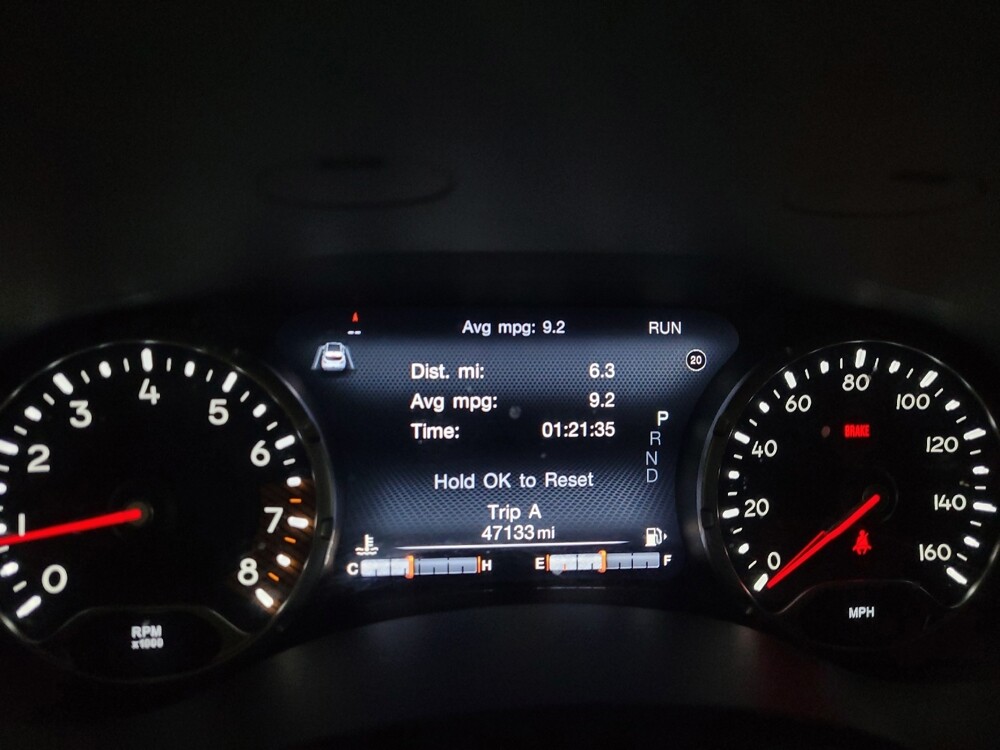 -- Avg mpg: 9.2 RUN
20
Dist. mi: 6.3
Avg mpg: 9.2
Time: 01:21:35
P
R
N
D
Hold OK to Reset
Trip A
47133 mi
C H E F
0
1
2
3
4
5
6
7
8
RPM
x1000
0
20
40
60
80
100
120
140
160
BRAKE
MPH